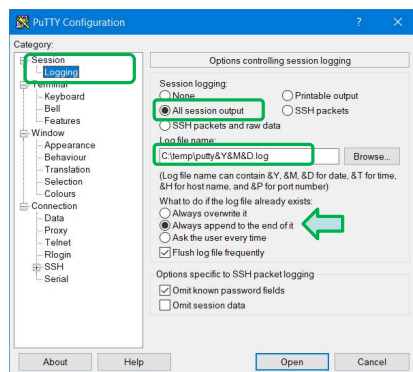 PuTTY Configuration
? X
Category:
Session
Logging
Terminal
Keyboard
Bell
Features
Window
Appearance
Behaviour
Translation
Selection
Colours
Connection
Data
Proxy
Telnet
Rlogin
SSH
Serial
Options controlling session logging
Session logging:
None
Printable output
All session output
SSH packets
SSH packets and raw data
Log file name:
C:\temp\putty&Y&M&D.log
Browse...
(Log file name can contain &Y, &M, &D for date, &T for time,
&H for host name, and &P for port number)
What to do if the log file already exists:
Always overwrite it
Always append to the end of it
Ask the user every time
Flush log file frequently
Options specific to SSH packet logging
Omit known password fields
Omit session data
About
Help
Open
Cancel